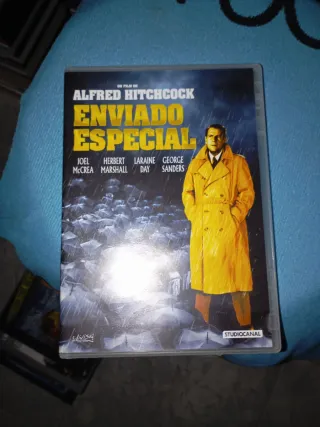 UN FILM DE
ALFRED HITCHCOCK
ENVIADO
ESPECIAL
JOEL McCREA
HERBERT MARSHALL
LARAINE DAY
GEORGE SANDERS
STUDIOCANAL